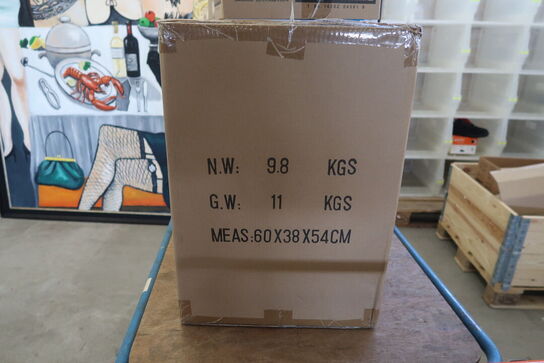 N.W: 9.8 KGS
G.W: 11 KGS
MEAS:60X38X54CM